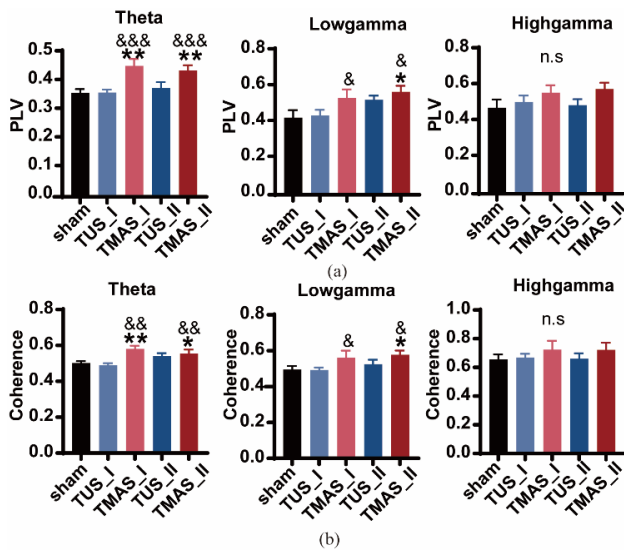 (a)
Theta
PLV
0.5
0.4
0.3
0.2
0.1
0.0
&&&
**
&&&
**
sham
TUS_I
TMAS_I
TUS_II
TMAS_II
Lowgamma
PLV
0.8
0.6
0.4
0.2
0.0
&
&
*
sham
TUS_I
TMAS_I
TUS_II
TMAS_II
Highgamma
PLV
0.8
0.6
0.4
0.2
0.0
n.s
sham
TUS_I
TMAS_I
TUS_II
TMAS_II
(a)
(b)
Theta
Coherence
0.8
0.6
0.4
0.2
0.0
&&
**
&&
*
sham
TUS_I
TMAS_I
TUS_II
TMAS_II
Lowgamma
Coherence
0.8
0.6
0.4
0.2
0.0
&
&
*
sham
TUS_I
TMAS_I
TUS_II
TMAS_II
Highgamma
Coherence
1.0
0.8
0.6
0.4
0.2
0.0
n.s
sham
TUS_I
TMAS_I
TUS_II
TMAS_II
(b)